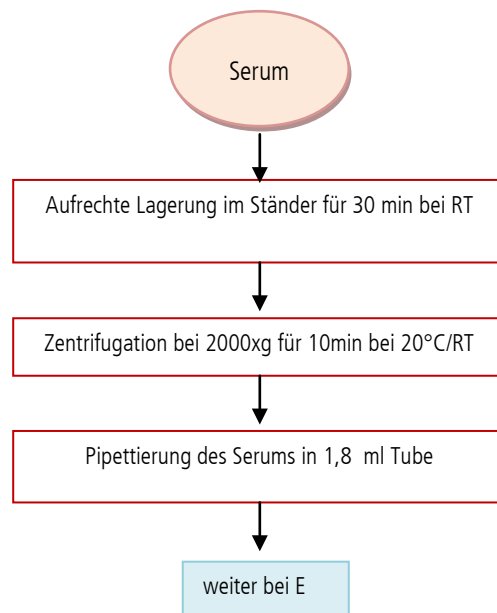 Serum
Aufrechte Lagerung im Ständer für 30 min bei RT
Zentrifugation bei 2000xg für 10min bei 20°C/RT
Pipettierung des Serums in 1,8 ml Tube
weiter bei E